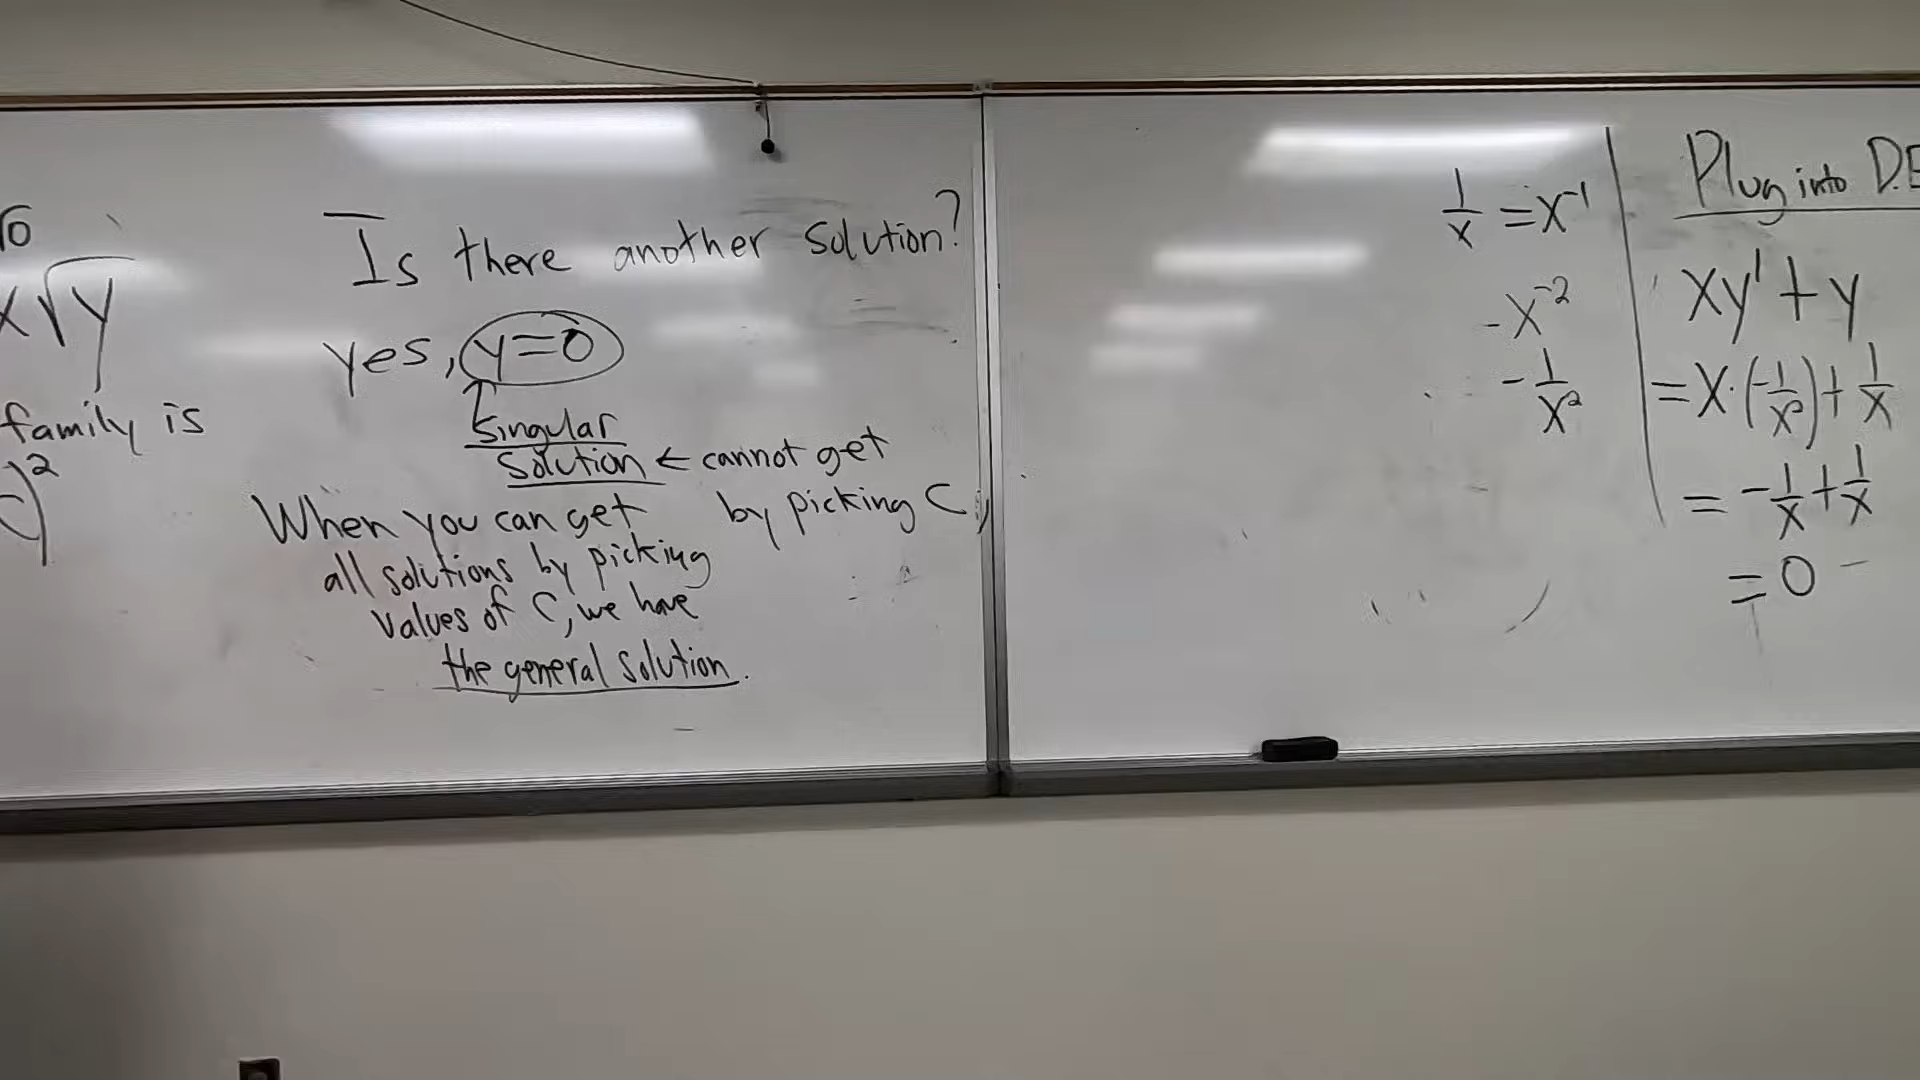 √0
x√y
family is
c)²
Is there another solution?
yes, y=0
↑
Singular
solution ← cannot get
by picking C,
When you can get
all solutions by picking
values of C, we have
the general solution.
1/x = x⁻¹
-x⁻²
-1/x²
Plug into D.E
xy' + y
= x·(-1/x²) + 1/x
= -1/x + 1/x
= 0